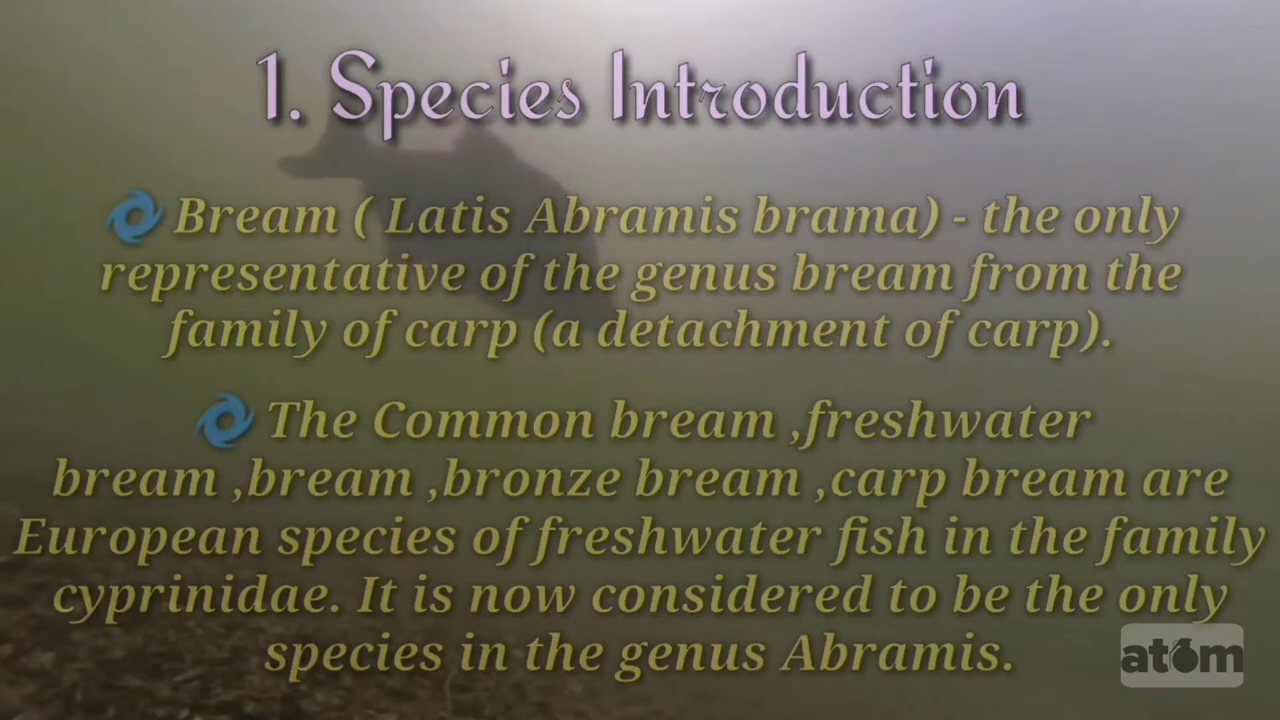 1. Species Introduction
Bream ( Latis Abramis brama) - the only
representative of the genus bream from the
family of carp (a detachment of carp).
The Common bream ,freshwater
bream ,bream ,bronze bream ,carp bream are
European species of freshwater fish in the family
cyprinidae. It is now considered to be the only
species in the genus Abramis.
atom